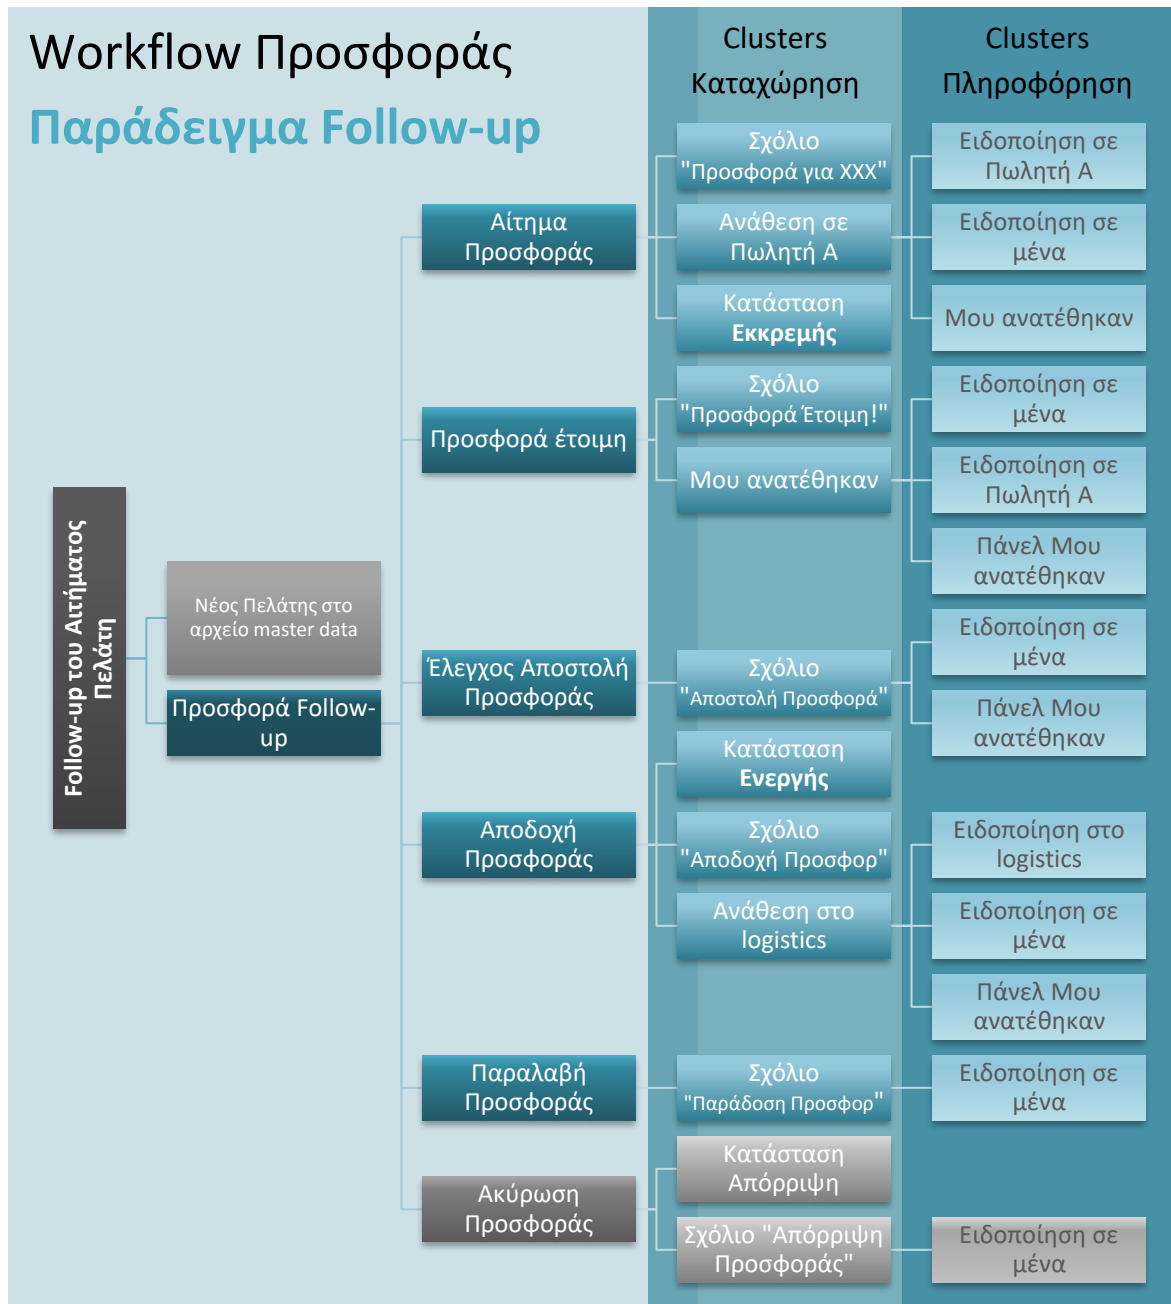 Workflow Προσφοράς
Παράδειγμα Follow-up
Clusters
Καταχώρηση
Clusters
Πληροφόρηση
Follow-up του Αιτήματος
Πελάτη
Νέος Πελάτης στο
αρχείο master data
Προσφορά Follow-
up
Αίτημα
Προσφοράς
Σχόλιο
"Προσφορά για ΧΧΧ"
Ανάθεση σε
Πωλητή Α
Κατάσταση
Εκκρεμής
Ειδοποίηση σε
Πωλητή Α
Ειδοποίηση σε
μένα
Μου ανατέθηκαν
Προσφορά έτοιμη
Σχόλιο
"Προσφορά Έτοιμη!"
Μου ανατέθηκαν
Ειδοποίηση σε
μένα
Ειδοποίηση σε
Πωλητή Α
Πάνελ Μου
ανατέθηκαν
Έλεγχος Αποστολή
Προσφοράς
Σχόλιο
"Αποστολή Προσφορά"
Ειδοποίηση σε
μένα
Πάνελ Μου
ανατέθηκαν
Αποδοχή
Προσφοράς
Κατάσταση
Ενεργής
Σχόλιο
"Αποδοχή Προσφορ"
Ανάθεση στο
logistics
Ειδοποίηση στο
logistics
Ειδοποίηση σε
μένα
Πάνελ Μου
ανατέθηκαν
Παραλαβή
Προσφοράς
Σχόλιο
"Παράδοση Προσφορ"
Ειδοποίηση σε
μένα
Ακύρωση
Προσφοράς
Κατάσταση
Απόρριψη
Σχόλιο "Απόρριψη
Προσφοράς"
Ειδοποίηση σε
μένα